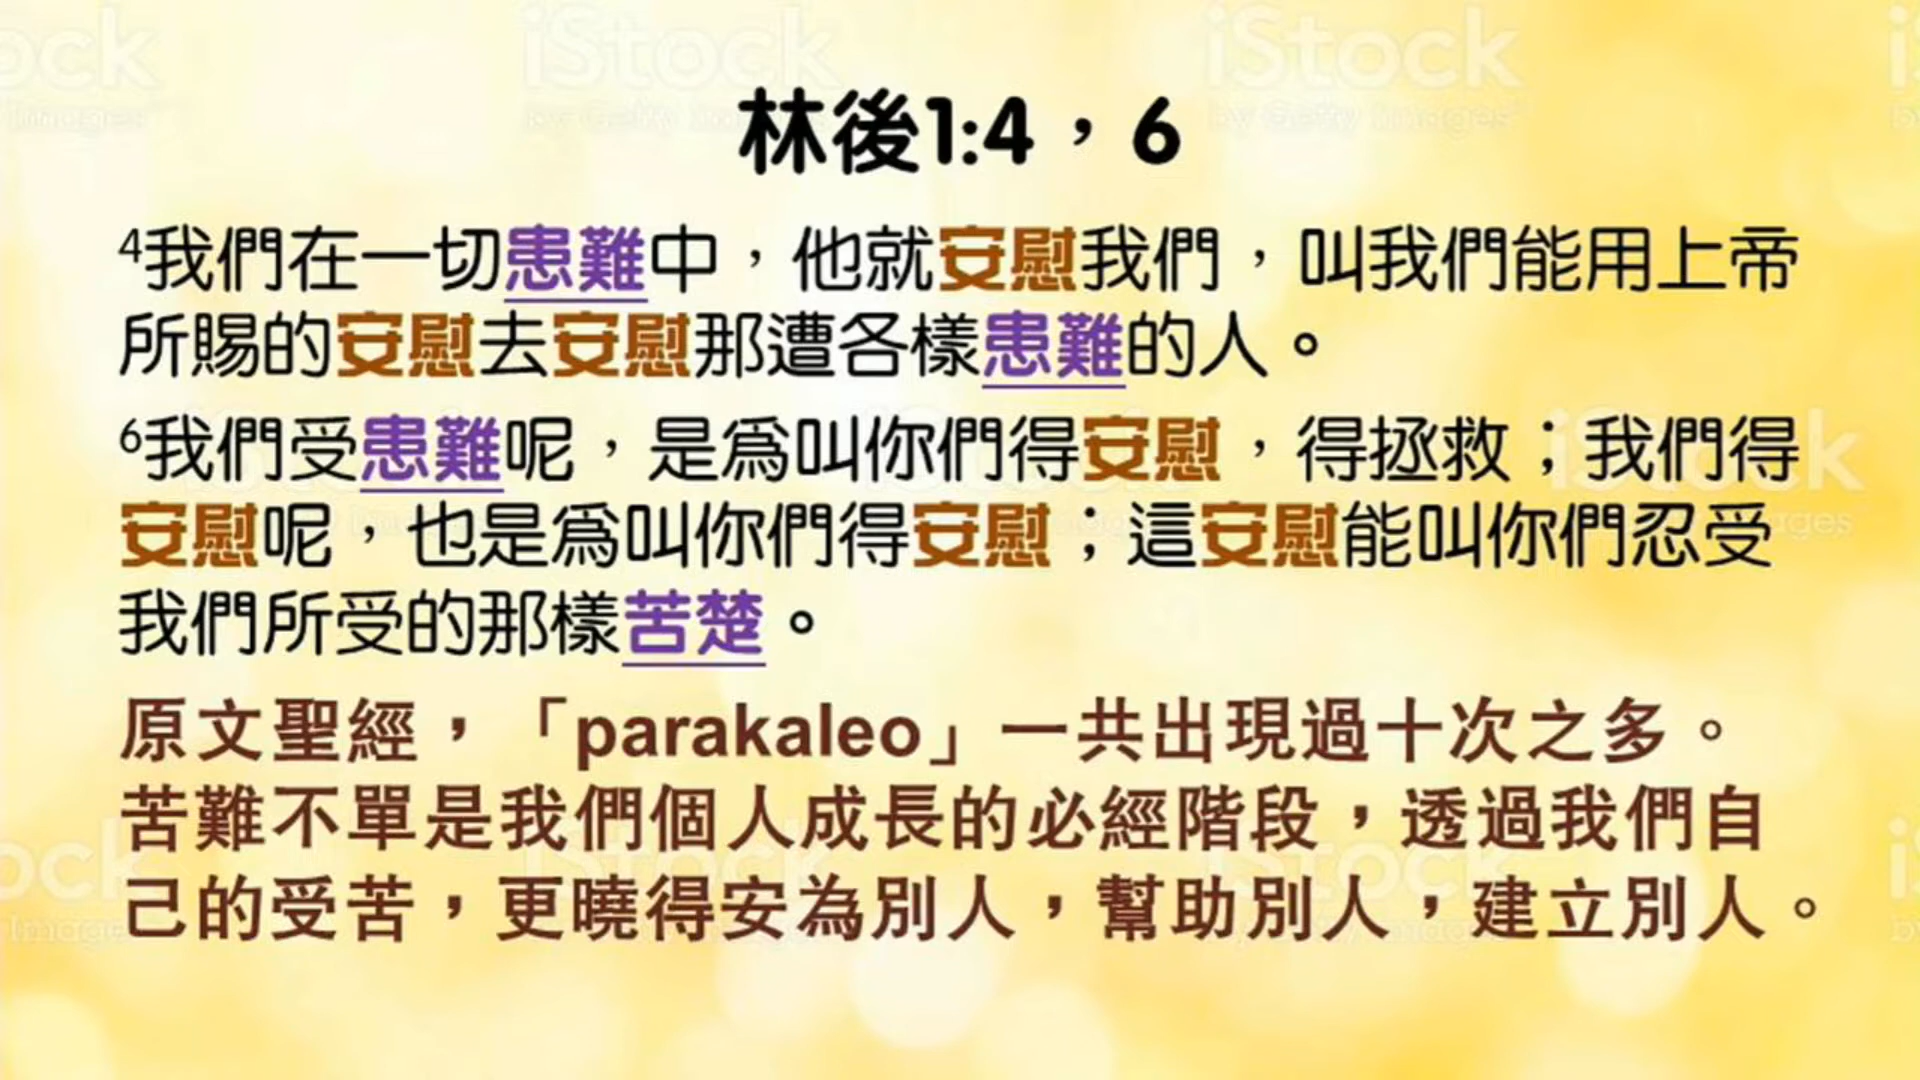 林後1:4，6
4我們在一切患難中，他就安慰我們，叫我們能用上帝
所賜的安慰去安慰那遭各樣患難的人。
6我們受患難呢，是爲叫你們得安慰，得拯救；我們得
安慰呢，也是爲叫你們得安慰；這安慰能叫你們忍受
我們所受的那樣苦楚。
原文聖經，「parakaleo」一共出現過十次之多。
苦難不單是我們個人成長的必經階段，透過我們自
己的受苦，更曉得安為別人，幫助別人，建立別人。
iStock
by Getty Images